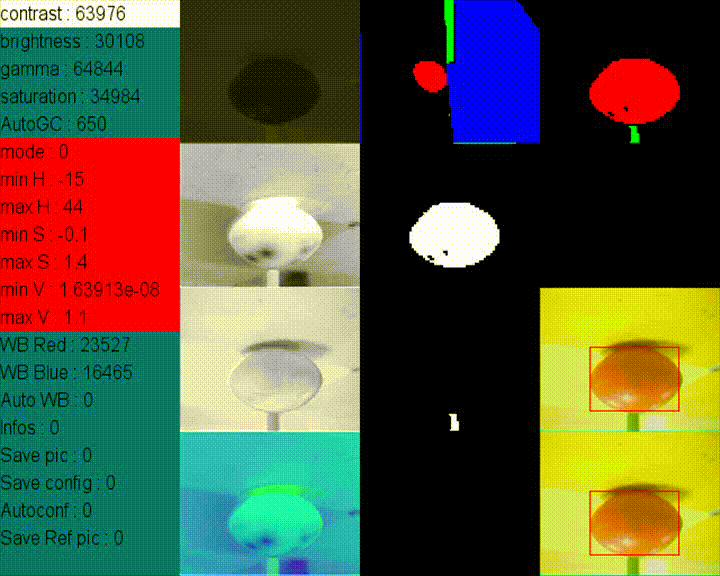 contrast : 63976
brightness : 30108
gamma : 64844
saturation : 34984
AutoGC : 650
mode : 0
min H : -15
max H : 44
min S : -0.1
max S : 1.4
min V : 1.63913e-08
max V : 1.1
WB Red : 23527
WB Blue : 16465
Auto WB : 0
Infos : 0
Save pic : 0
Save config : 0
Autoconf : 0
Save Ref pic : 0